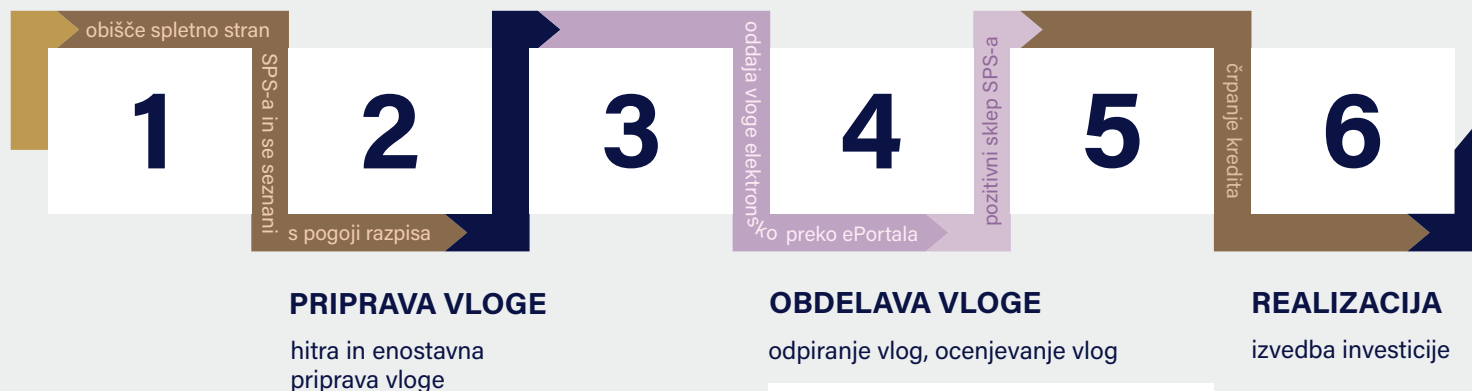 obišče spletno stran
SPS-a in se seznani
s pogoji razpisa
oddaja vloge elektronsko preko ePortala
pozitivni sklep SPS-a
črpanje kredita
1
2
3
4
5
6
PRIPRAVA VLOGE
hitra in enostavna
priprava vloge
OBDELAVA VLOGE
odpiranje vlog, ocenjevanje vlog
REALIZACIJA
izvedba investicije